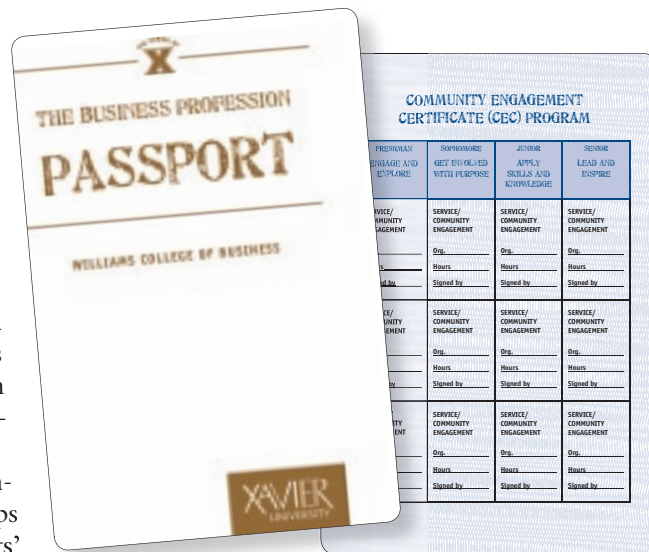 X
THE BUSINESS PROFESSION
PASSPORT
WILLIAMS COLLEGE OF BUSINESS
XAVIER
UNIVERSITY
COMMUNITY ENGAGEMENT
CERTIFICATE (CEC) PROGRAM
FRESHMAN
ENGAGE AND
EXPLORE
SOPHOMORE
GET INVOLVED
WITH PURPOSE
JUNIOR
APPLY
SKILLS AND
KNOWLEDGE
SENIOR
LEAD AND
INSPIRE
SERVICE/
COMMUNITY
ENGAGEMENT
Org.
Hours
Signed by
SERVICE/
COMMUNITY
ENGAGEMENT
Org.
Hours
Signed by
SERVICE/
COMMUNITY
ENGAGEMENT
Org.
Hours
Signed by
SERVICE/
COMMUNITY
ENGAGEMENT
Org.
Hours
Signed by
SERVICE/
COMMUNITY
ENGAGEMENT
Org.
Hours
Signed by
SERVICE/
COMMUNITY
ENGAGEMENT
Org.
Hours
Signed by
SERVICE/
COMMUNITY
ENGAGEMENT
Org.
Hours
Signed by
SERVICE/
COMMUNITY
ENGAGEMENT
Org.
Hours
Signed by
SERVICE/
COMMUNITY
ENGAGEMENT
Org.
Hours
Signed by